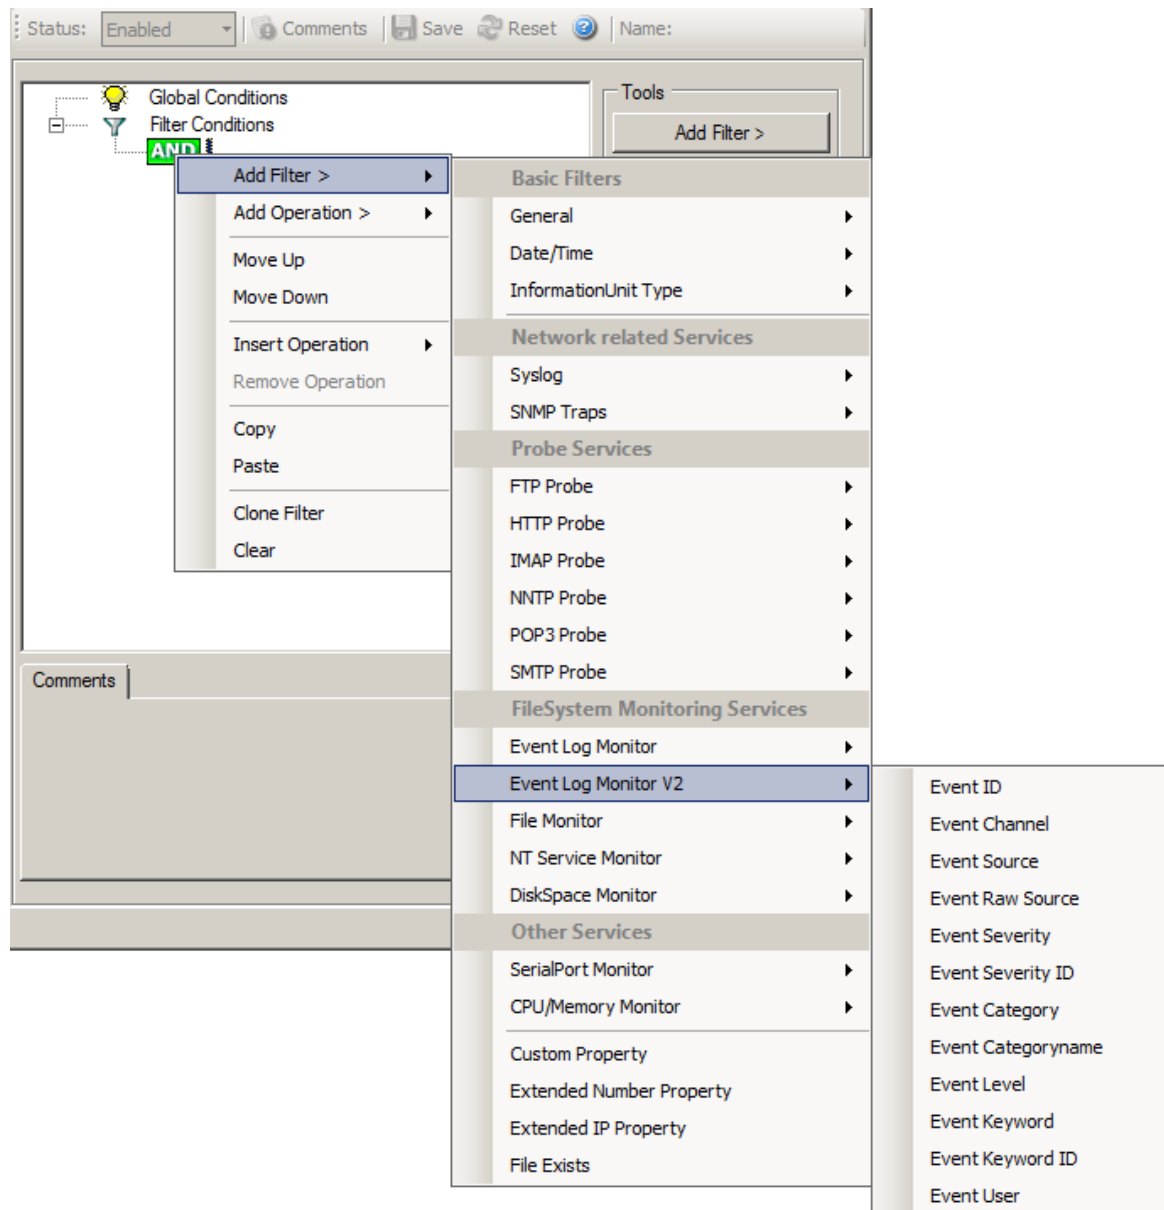 Status: Enabled Comments Save Reset Name:
Global Conditions
Filter Conditions
AND
Tools
Add Filter >
Add Filter >
Add Operation >
Move Up
Move Down
Insert Operation
Remove Operation
Copy
Paste
Clone Filter
Clear
Basic Filters
General
Date/Time
InformationUnit Type
Network related Services
Syslog
SNMP Traps
Probe Services
FTP Probe
HTTP Probe
IMAP Probe
NNTP Probe
POP3 Probe
SMTP Probe
FileSystem Monitoring Services
Event Log Monitor
Event Log Monitor V2
File Monitor
NT Service Monitor
DiskSpace Monitor
Other Services
SerialPort Monitor
CPU/Memory Monitor
Custom Property
Extended Number Property
Extended IP Property
File Exists
Event ID
Event Channel
Event Source
Event Raw Source
Event Severity
Event Severity ID
Event Category
Event Categoryname
Event Level
Event Keyword
Event Keyword ID
Event User
Comments